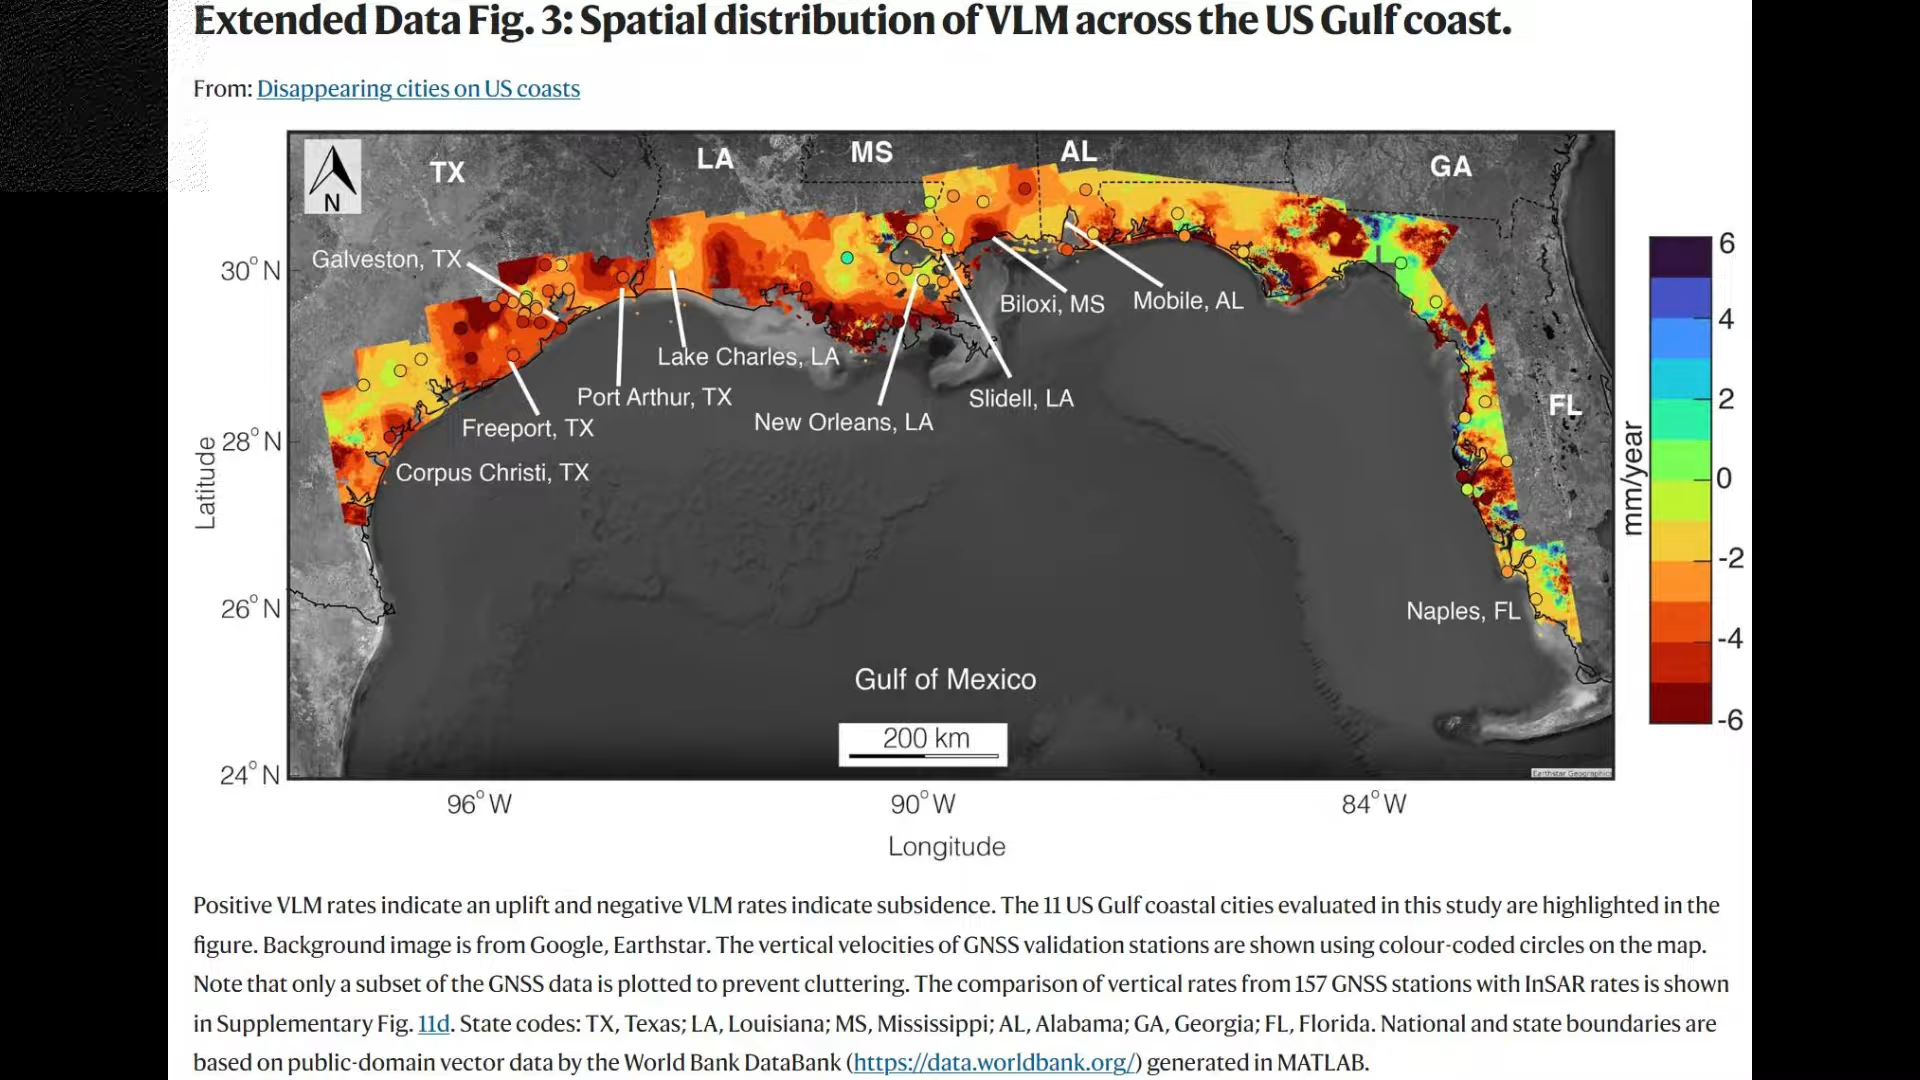 Extended Data Fig. 3: Spatial distribution of VLM across the US Gulf coast.
From: Disappearing cities on US coasts
TX
LA
MS
AL
GA
FL
N
Galveston, TX
Biloxi, MS
Mobile, AL
Lake Charles, LA
Port Arthur, TX
Slidell, LA
New Orleans, LA
Freeport, TX
Corpus Christi, TX
Naples, FL
Gulf of Mexico
200 km
Earthstar Geographics
30° N
28° N
26° N
24° N
Latitude
96° W
90° W
84° W
Longitude
6
4
2
0
-2
-4
-6
mm/year
Positive VLM rates indicate an uplift and negative VLM rates indicate subsidence. The 11 US Gulf coastal cities evaluated in this study are highlighted in the
figure. Background image is from Google, Earthstar. The vertical velocities of GNSS validation stations are shown using colour-coded circles on the map.
Note that only a subset of the GNSS data is plotted to prevent cluttering. The comparison of vertical rates from 157 GNSS stations with InSAR rates is shown
in Supplementary Fig. 11d. State codes: TX, Texas; LA, Louisiana; MS, Mississippi; AL, Alabama; GA, Georgia; FL, Florida. National and state boundaries are
based on public-domain vector data by the World Bank DataBank (https://data.worldbank.org/) generated in MATLAB.